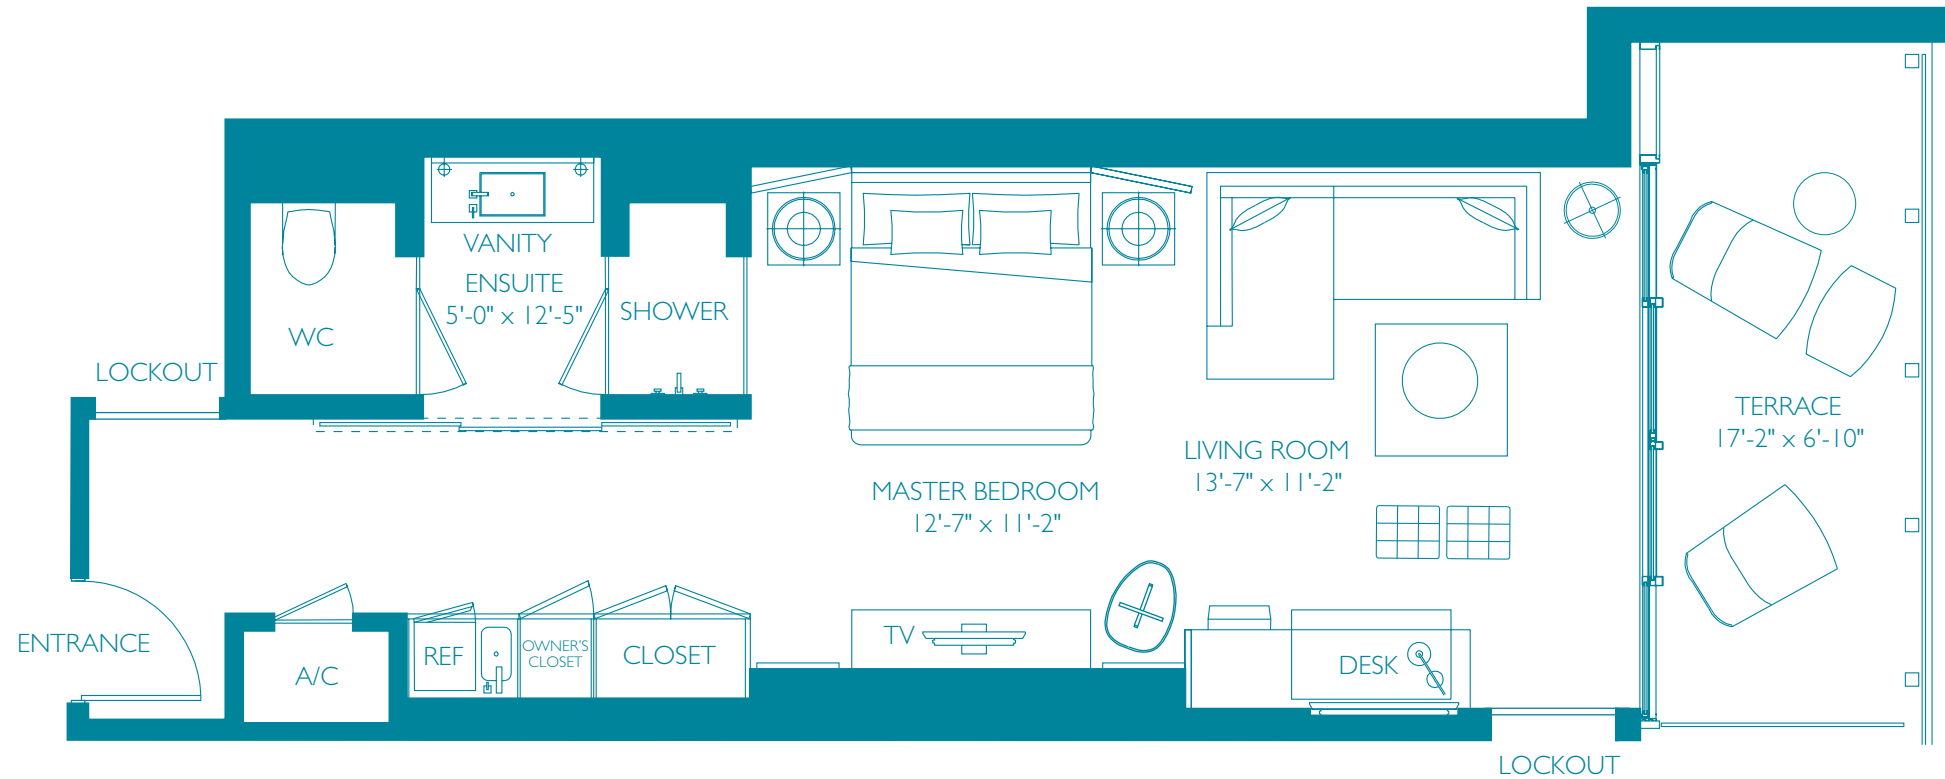 VANITY
ENSUITE
5'-0" x 12'-5"
SHOWER
WC
LOCKOUT
TERRACE
17'-2" x 6'-10"
LIVING ROOM
13'-7" x 11'-2"
MASTER BEDROOM
12'-7" x 11'-2"
ENTRANCE
A/C
REF
OWNER'S
CLOSET
CLOSET
TV
DESK
LOCKOUT